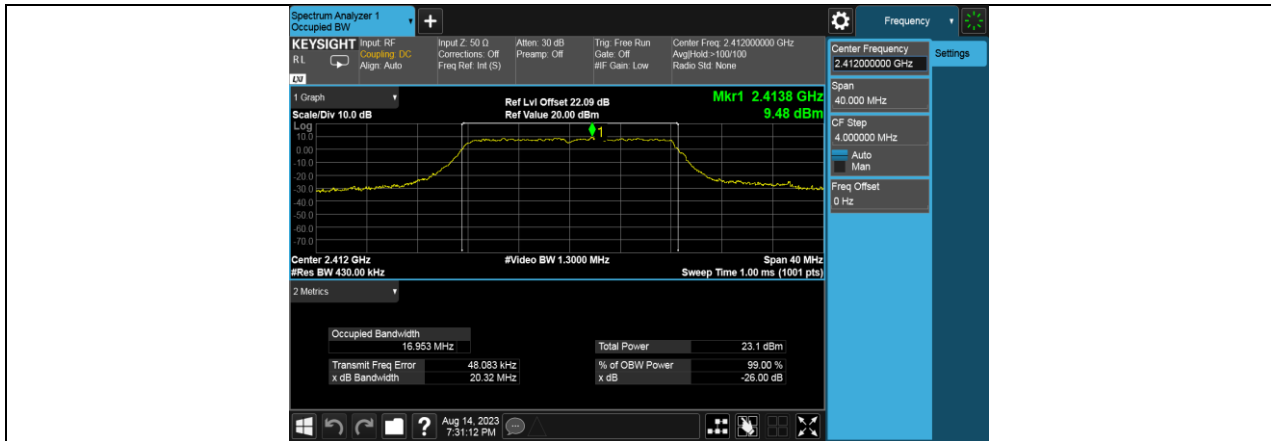 Spectrum Analyzer 1
Occupied BW
+
Frequency
KEYSIGHT
RL
LXI
Input: RF
Coupling: DC
Align: Auto
Input Z: 50 Ω
Corrections: Off
Freq Ref: Int (S)
Atten: 30 dB
Preamp: Off
Trig: Free Run
Gate: Off
#IF Gain: Low
Center Freq: 2.412000000 GHz
Avg|Hold:>100/100
Radio Std: None
1 Graph
Scale/Div 10.0 dB
Ref Lvl Offset 22.09 dB
Ref Value 20.00 dBm
Mkr1 2.4138 GHz
9.48 dBm
Log
10.0
0.00
-10.0
-20.0
-30.0
-40.0
-50.0
-60.0
-70.0
1
Center 2.412 GHz
#Res BW 430.00 kHz
#Video BW 1.3000 MHz
Span 40 MHz
Sweep Time 1.00 ms (1001 pts)
2 Metrics
Occupied Bandwidth
16.953 MHz
Transmit Freq Error 48.083 kHz
x dB Bandwidth 20.32 MHz
Total Power 23.1 dBm
% of OBW Power 99.00 %
x dB -26.00 dB
Center Frequency
2.412000000 GHz
Span
40.000 MHz
CF Step
4.000000 MHz
Auto
Man
Freq Offset
0 Hz
Settings
?
Aug 14, 2023
7:31:12 PM